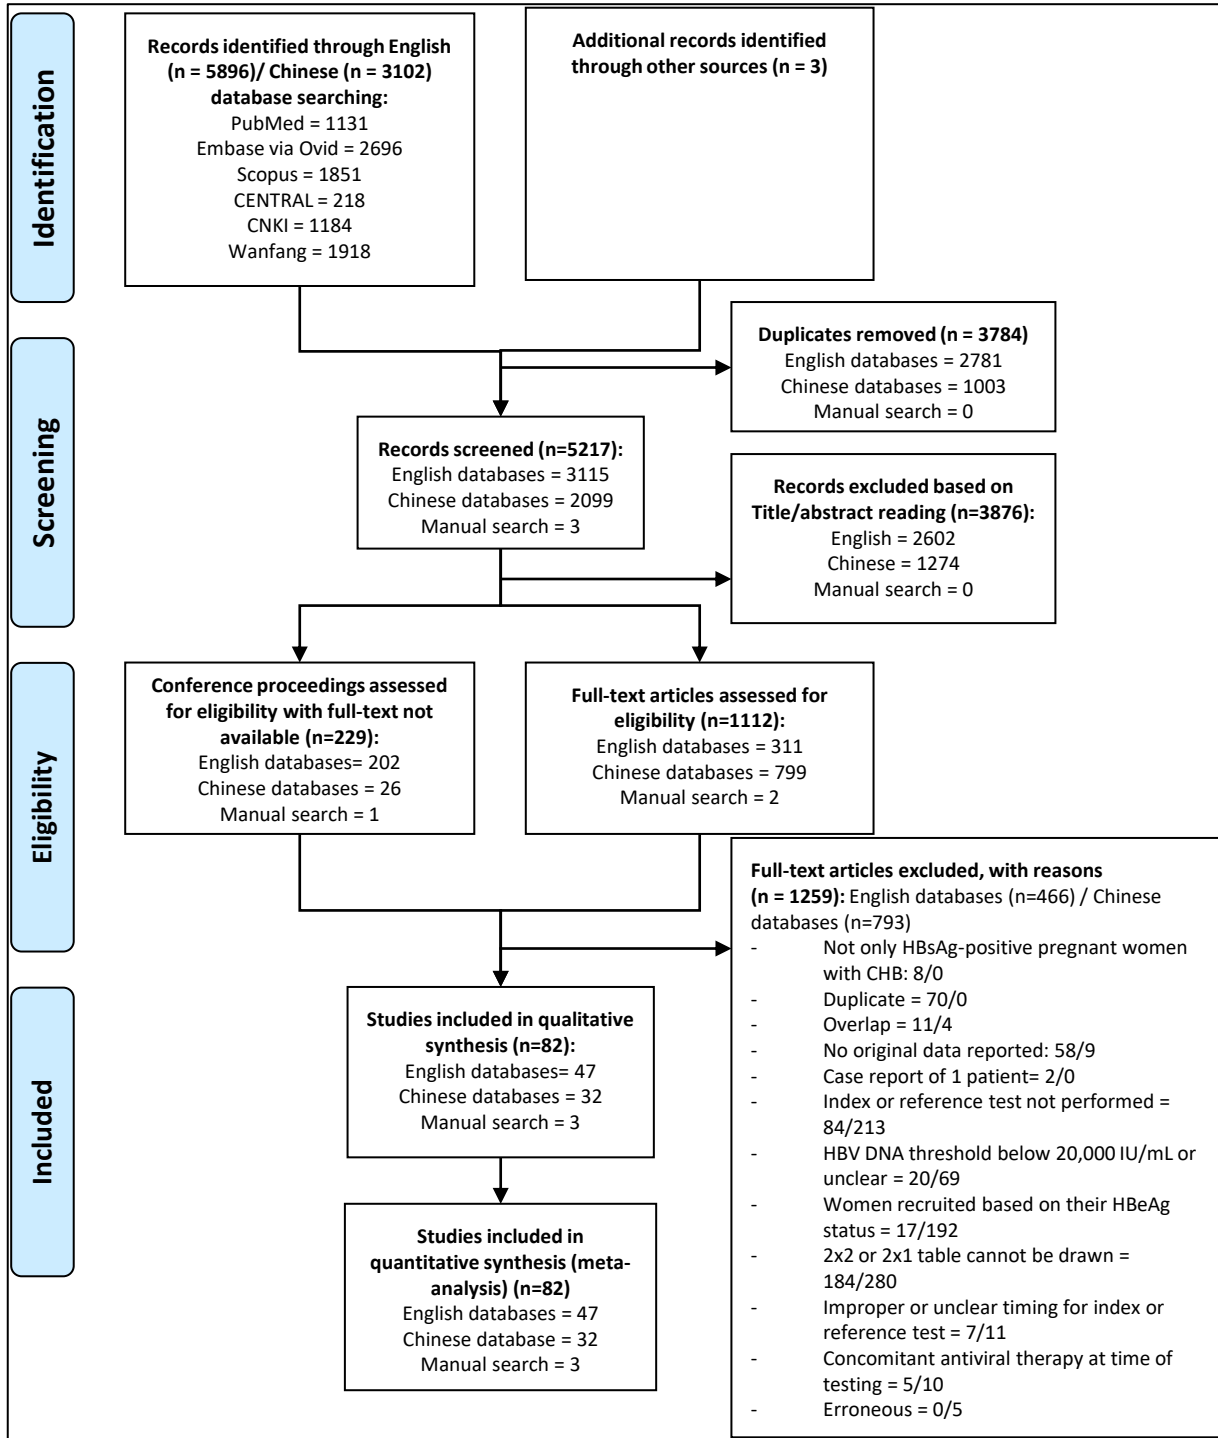 Identification
Records identified through English
(n = 5896)/ Chinese (n = 3102)
database searching:
PubMed = 1131
Embase via Ovid = 2696
Scopus = 1851
CENTRAL = 218
CNKI = 1184
Wanfang = 1918
Additional records identified
through other sources (n = 3)
Screening
Duplicates removed (n = 3784)
English databases = 2781
Chinese databases = 1003
Manual search = 0
Records screened (n=5217):
English databases = 3115
Chinese databases = 2099
Manual search = 3
Records excluded based on
Title/abstract reading (n=3876):
English = 2602
Chinese = 1274
Manual search = 0
Eligibility
Conference proceedings assessed
for eligibility with full-text not
available (n=229):
English databases= 202
Chinese databases = 26
Manual search = 1
Full-text articles assessed for
eligibility (n=1112):
English databases = 311
Chinese databases = 799
Manual search = 2
Full-text articles excluded, with reasons
(n = 1259): English databases (n=466) / Chinese
databases (n=793)
- Not only HBsAg-positive pregnant women
with CHB: 8/0
- Duplicate = 70/0
- Overlap = 11/4
- No original data reported: 58/9
- Case report of 1 patient= 2/0
- Index or reference test not performed =
84/213
- HBV DNA threshold below 20,000 IU/mL or
unclear = 20/69
- Women recruited based on their HBeAg
status = 17/192
- 2x2 or 2x1 table cannot be drawn =
184/280
- Improper or unclear timing for index or
reference test = 7/11
- Concomitant antiviral therapy at time of
testing = 5/10
- Erroneous = 0/5
Included
Studies included in qualitative
synthesis (n=82):
English databases= 47
Chinese databases = 32
Manual search = 3
Studies included in
quantitative synthesis (meta-
analysis) (n=82)
English databases = 47
Chinese database = 32
Manual search = 3